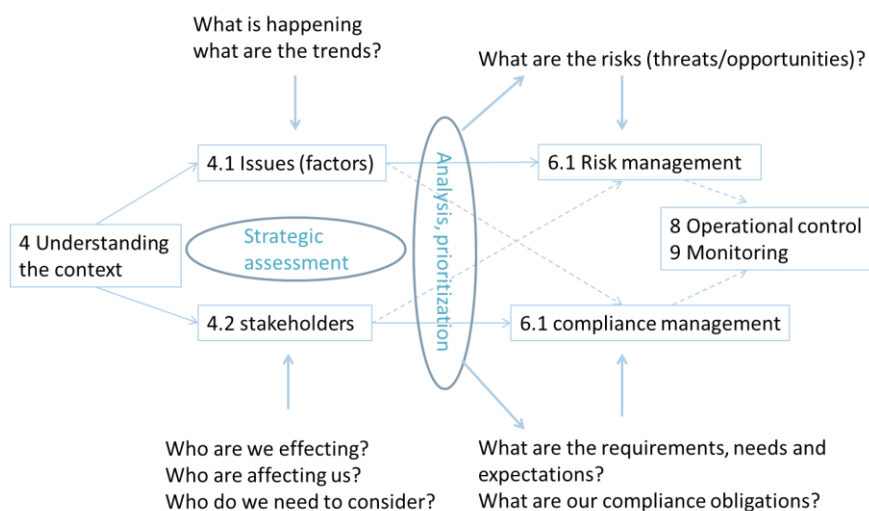 What is happening
what are the trends?
What are the risks (threats/opportunities)?
4.1 Issues (factors)
Analysis, prioritization
6.1 Risk management
4 Understanding
the context
Strategic
assessment
8 Operational control
9 Monitoring
4.2 stakeholders
6.1 compliance management
Who are we effecting?
Who are affecting us?
Who do we need to consider?
What are the requirements, needs and
expectations?
What are our compliance obligations?